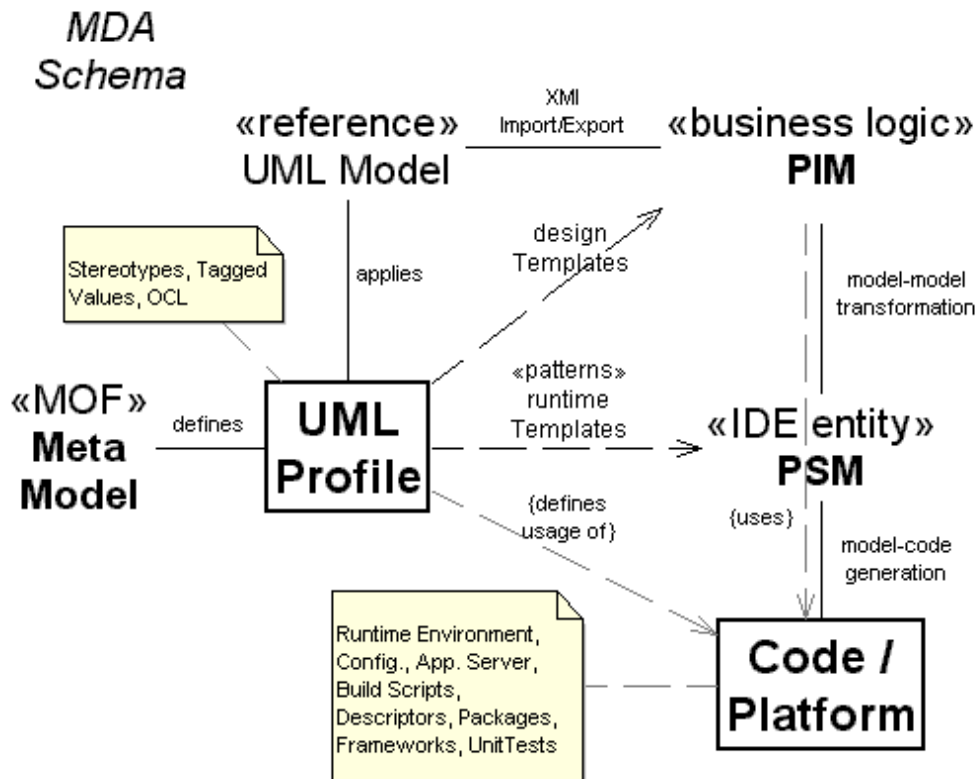 MDA
Schema
XMI
Import/Export
«reference»
UML Model
«business logic»
PIM
design
Templates
Stereotypes, Tagged
Values, OCL
applies
model-model
transformation
«MOF»
Meta
Model
defines
UML
Profile
«patterns»
runtime
Templates
«IDE entity»
PSM
{defines
usage of}
{uses}
model-code
generation
Runtime Environment,
Config., App. Server,
Build Scripts,
Descriptors, Packages,
Frameworks, UnitTests
Code /
Platform